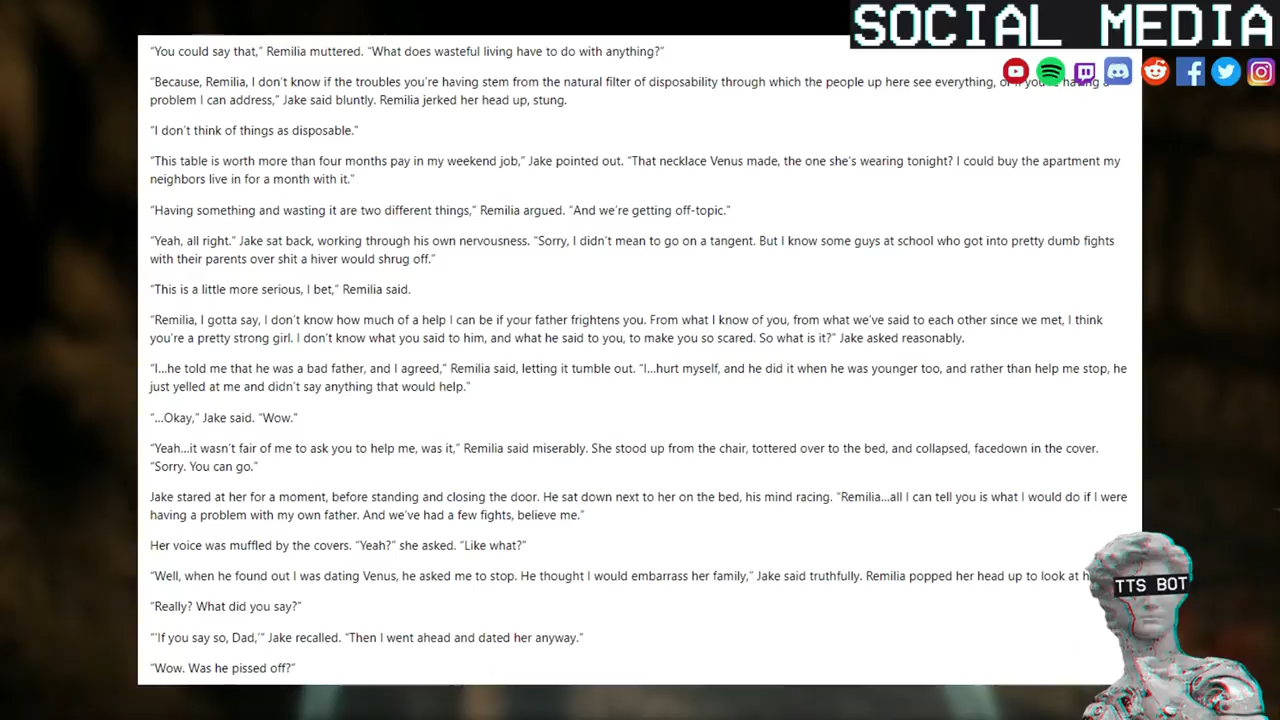 SOCIAL MEDIA
“You could say that,” Remilia muttered. “What does wasteful living have to do with anything?”
“Because, Remilia, I don’t know if the troubles you’re having stem from the natural filter of disposability through which the people up here see everything, or if you’re having a
problem I can address,” Jake said bluntly. Remilia jerked her head up, stung.
“I don’t think of things as disposable.”
“This table is worth more than four months pay in my weekend job,” Jake pointed out. “That necklace Venus made, the one she’s wearing tonight? I could buy the apartment my
neighbors live in for a month with it.”
“Having something and wasting it are two different things,” Remilia argued. “And we’re getting off-topic.”
“Yeah, all right.” Jake sat back, working through his own nervousness. “Sorry, I didn’t mean to go on a tangent. But I know some guys at school who got into pretty dumb fights
with their parents over shit a hiver would shrug off.”
“This is a little more serious, I bet,” Remilia said.
“Remilia, I gotta say, I don’t know how much of a help I can be if your father frightens you. From what I know of you, from what we’ve said to each other since we met, I think
you’re a pretty strong girl. I don’t know what you said to him, and what he said to you, to make you so scared. So what is it?” Jake asked reasonably.
“I…he told me that he was a bad father, and I agreed,” Remilia said, letting it tumble out. “I…hurt myself, and he did it when he was younger too, and rather than help me stop, he
just yelled at me and didn’t say anything that would help.”
“…Okay,” Jake said. “Wow.”
“Yeah…it wasn’t fair of me to ask you to help me, was it,” Remilia said miserably. She stood up from the chair, tottered over to the bed, and collapsed, facedown in the cover.
“Sorry. You can go.”
Jake stared at her for a moment, before standing and closing the door. He sat down next to her on the bed, his mind racing. “Remilia…all I can tell you is what I would do if I were
having a problem with my own father. And we’ve had a few fights, believe me.”
Her voice was muffled by the covers. “Yeah?” she asked. “Like what?”
“Well, when he found out I was dating Venus, he asked me to stop. He thought I would embarrass her family,” Jake said truthfully. Remilia popped her head up to look at
“Really? What did you say?”
“‘If you say so, Dad,’” Jake recalled. “Then I went ahead and dated her anyway.”
“Wow. Was he pissed off?”
TTS BOT